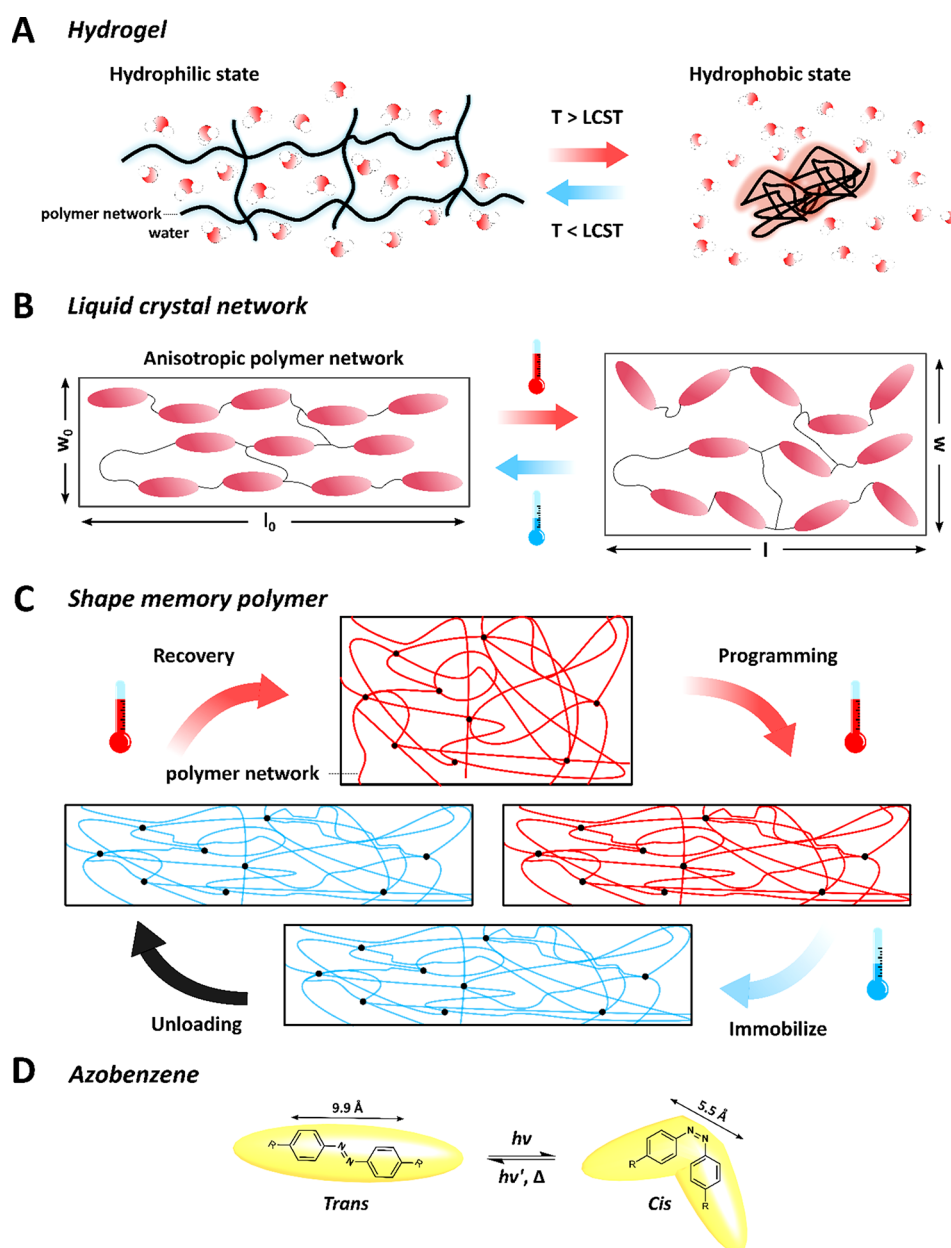 A Hydrogel
Hydrophilic state
Hydrophobic state
T > LCST
T < LCST
polymer network
water
B Liquid crystal network
Anisotropic polymer network
w₀
l₀
w
l
C Shape memory polymer
Recovery
Programming
polymer network
Unloading
Immobilize
D Azobenzene
9.9 Å
5.5 Å
R
N
N
R
hν
hν', Δ
N
N
R
R
Trans
Cis